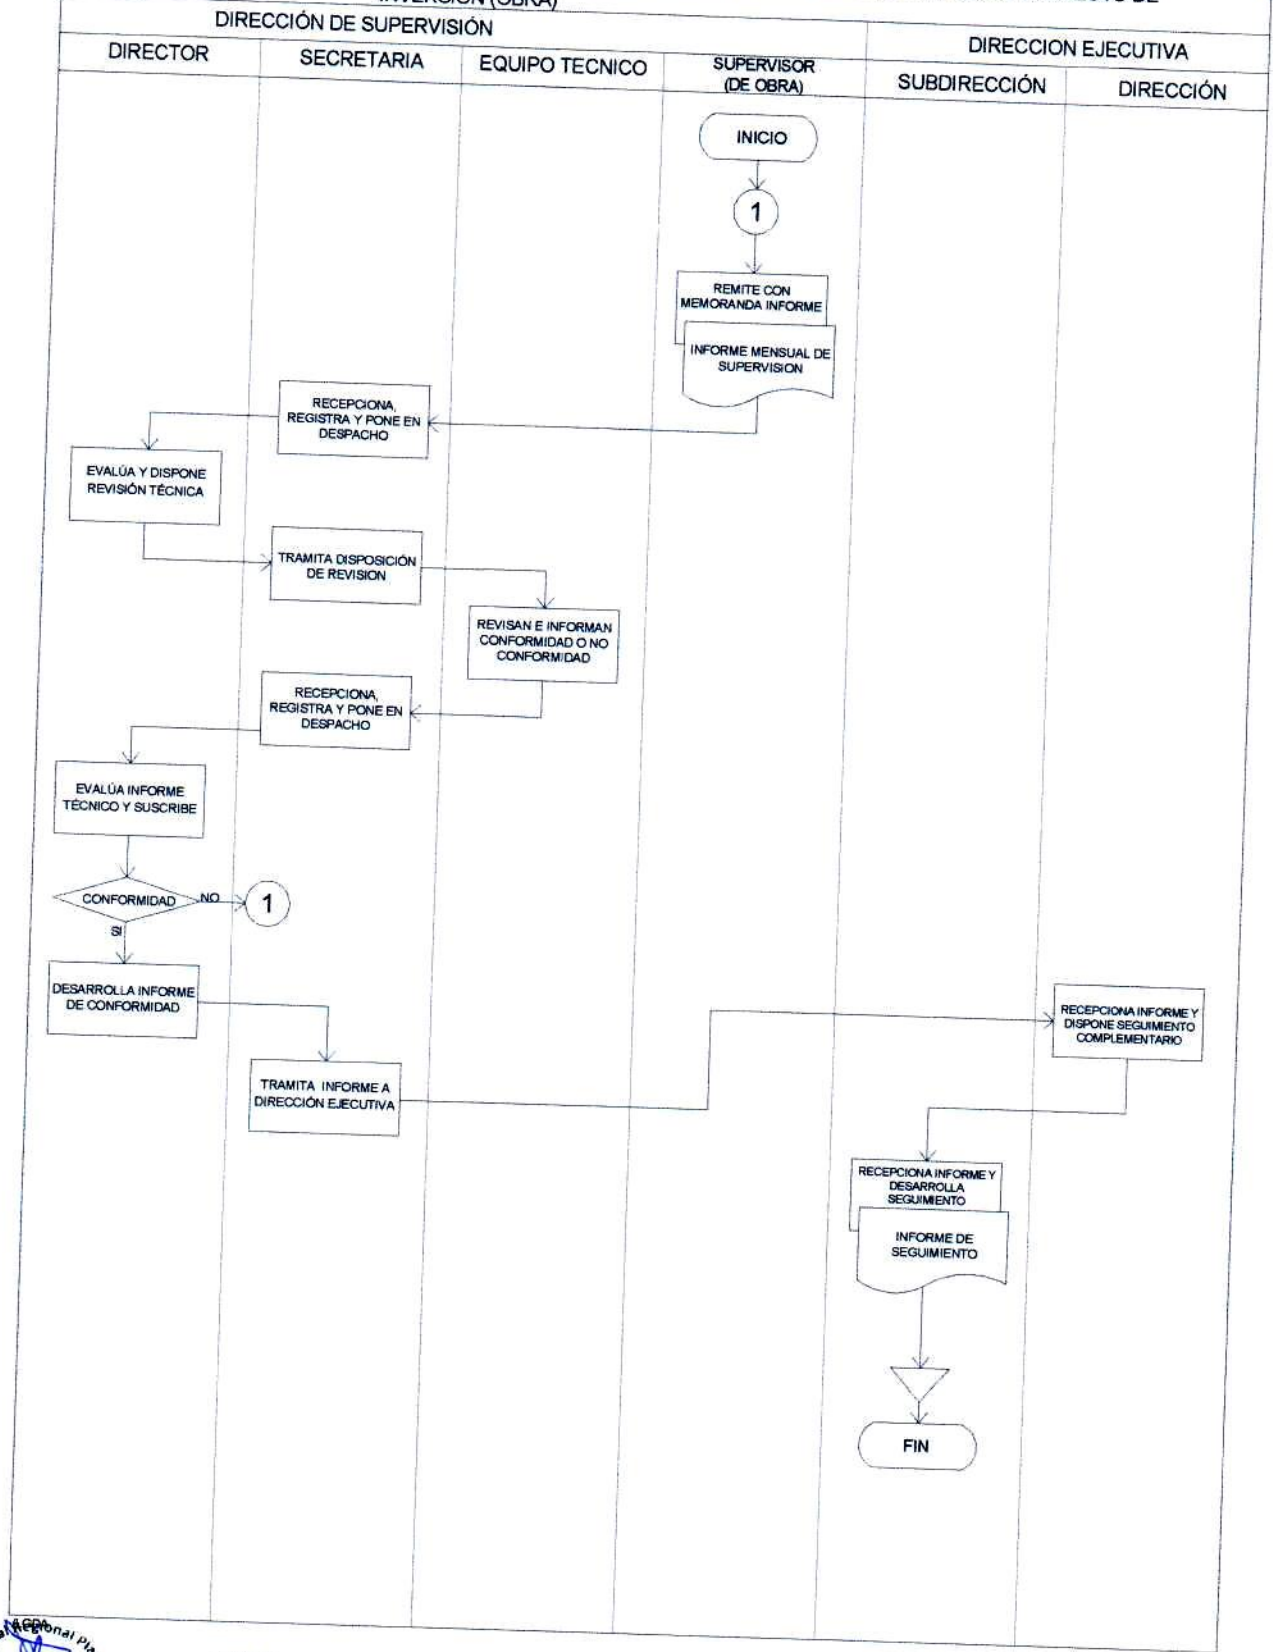 INVERSIÓN (OBRA)
DIRECCIÓN DE SUPERVISIÓN
DIRECCION EJECUTIVA
DIRECTOR
SECRETARIA
EQUIPO TECNICO
SUPERVISOR
(DE OBRA)
SUBDIRECCIÓN
DIRECCIÓN
INICIO
1
REMITE CON
MEMORANDA INFORME
INFORME MENSUAL DE
SUPERVISION
RECEPCIONA,
REGISTRA Y PONE EN
DESPACHO
EVALÚA Y DISPONE
REVISIÓN TÉCNICA
TRAMITA DISPOSICIÓN
DE REVISION
REVISAN E INFORMAN
CONFORMIDAD O NO
CONFORMIDAD
RECEPCIONA,
REGISTRA Y PONE EN
DESPACHO
EVALÚA INFORME
TÉCNICO Y SUSCRIBE
CONFORMIDAD
NO
1
SI
DESARROLLA INFORME
DE CONFORMIDAD
RECEPCIONA INFORME Y
DISPONE SEGUIMIENTO
COMPLEMENTARIO
TRAMITA INFORME A
DIRECCIÓN EJECUTIVA
RECEPCIONA INFORME Y
DESARROLLA
SEGUIMIENTO
INFORME DE
SEGUIMIENTO
FIN
Regional